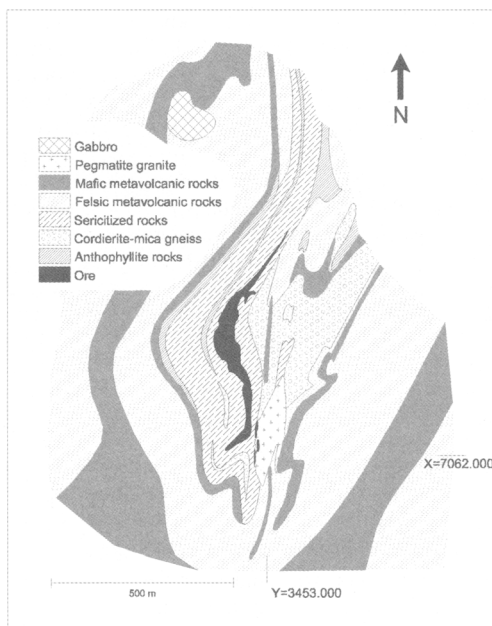 N
Gabbro
Pegmatite granite
Mafic metavolcanic rocks
Felsic metavolcanic rocks
Sericitized rocks
Cordierite-mica gneiss
Anthophyllite rocks
Ore
X=7062.000
500 m
Y=3453.000